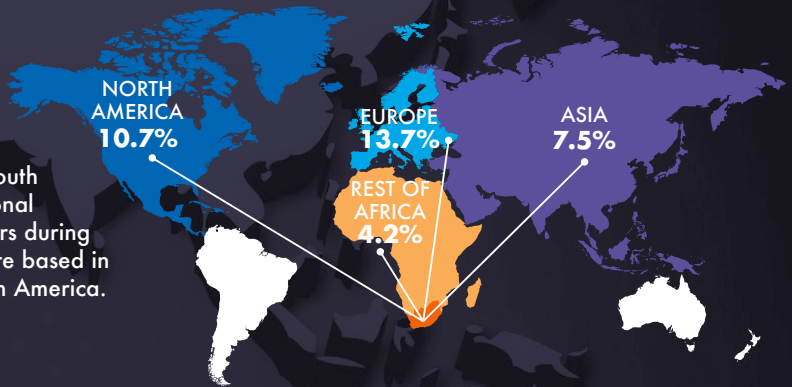 NORTH
AMERICA
10.7%
EUROPE
13.7%
ASIA
7.5%
REST OF
AFRICA
4.2%
outh
onal
rs during
re based in
h America.